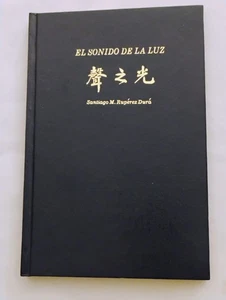 EL SONIDO DE LA LUZ
聲之光
Santiago M. Rupérez Durá